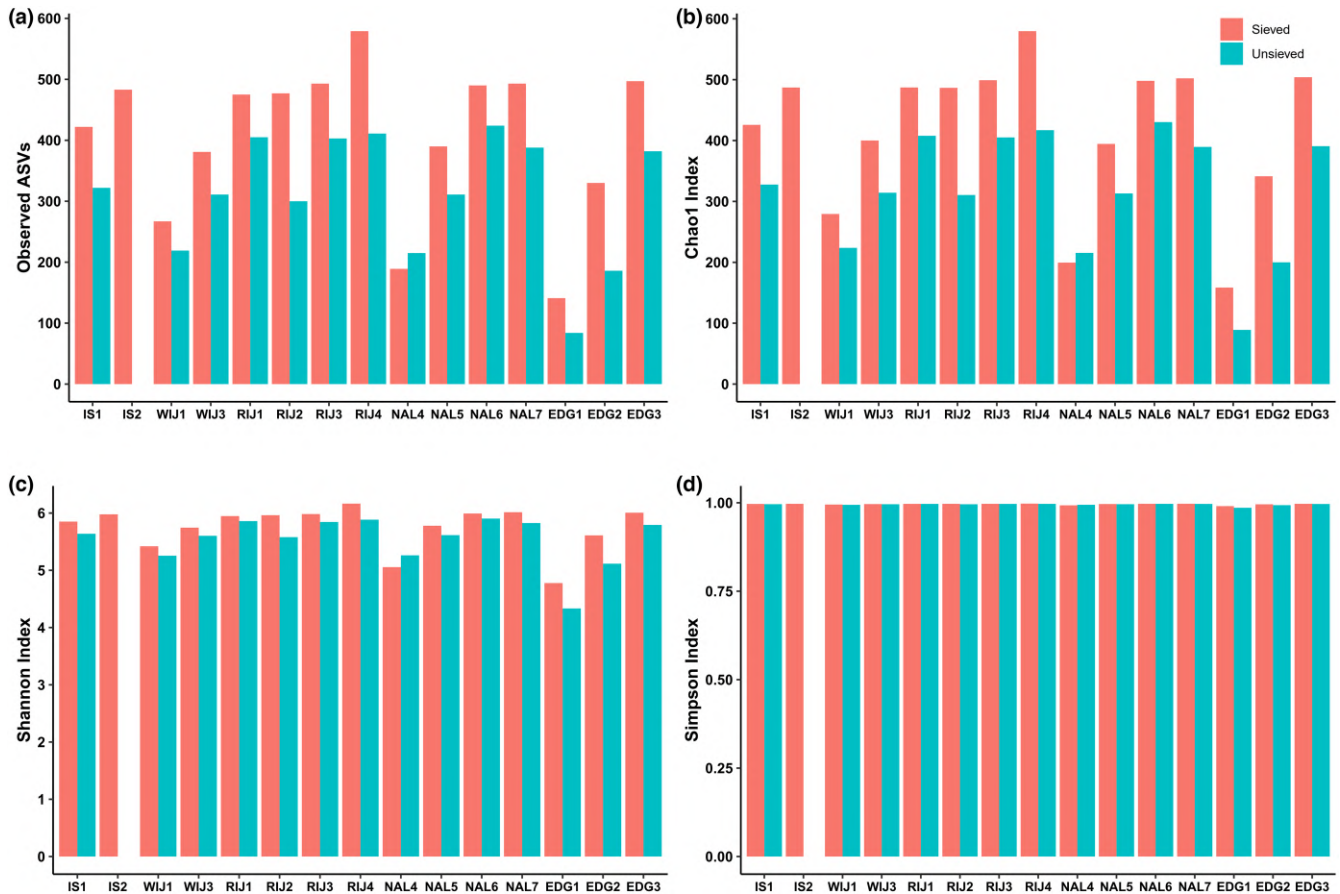 (a)
600
500
400
300
200
100
0
Observed ASVs
IS1 IS2 WIJ1 WIJ3 RIJ1 RIJ2 RIJ3 RIJ4 NAL4 NAL5 NAL6 NAL7 EDG1 EDG2 EDG3
(b)
600
500
400
300
200
100
0
Chao1 Index
Sieved
Unsieved
IS1 IS2 WIJ1 WIJ3 RIJ1 RIJ2 RIJ3 RIJ4 NAL4 NAL5 NAL6 NAL7 EDG1 EDG2 EDG3
(c)
6
5
4
3
2
1
0
Shannon Index
IS1 IS2 WIJ1 WIJ3 RIJ1 RIJ2 RIJ3 RIJ4 NAL4 NAL5 NAL6 NAL7 EDG1 EDG2 EDG3
(d)
1.00
0.75
0.50
0.25
0.00
Simpson Index
IS1 IS2 WIJ1 WIJ3 RIJ1 RIJ2 RIJ3 RIJ4 NAL4 NAL5 NAL6 NAL7 EDG1 EDG2 EDG3